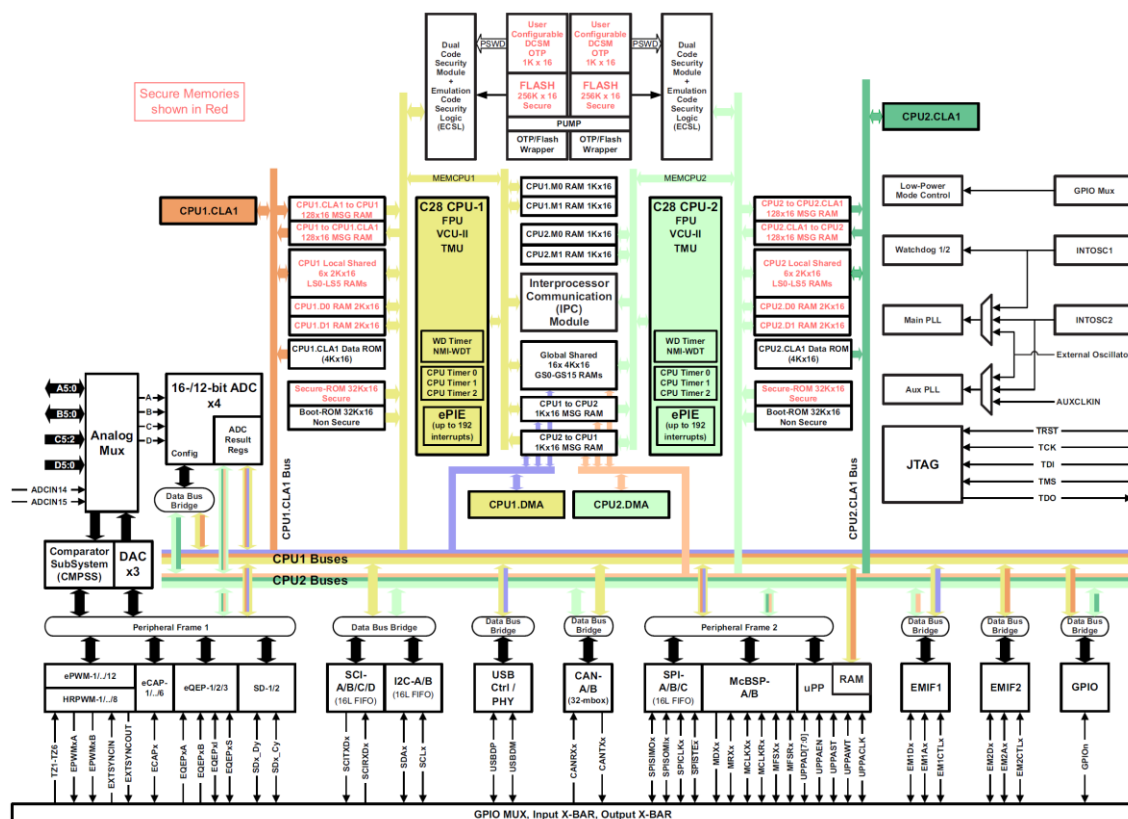 Secure Memories
shown in Red
Dual
Code
Security
Module
+
Emulation
Code
Security
Logic
(ECSL)
PSWD
User
Configurable
DCSM
OTP
1K x 16
User
Configurable
DCSM
OTP
1K x 16
PSWD
Dual
Code
Security
Module
+
Emulation
Code
Security
Logic
(ECSL)
FLASH
256K x 16
Secure
FLASH
256K x 16
Secure
PUMP
OTP/Flash
Wrapper
OTP/Flash
Wrapper
MEMCPU1
MEMCPU2
CPU1.CLA1
CPU1.CLA1 to CPU1
128x16 MSG RAM
CPU1 to CPU1.CLA1
128x16 MSG RAM
CPU1 Local Shared
6x 2Kx16
LS0-LS5 RAMs
CPU1.D0 RAM 2Kx16
CPU1.D1 RAM 2Kx16
CPU1.CLA1 Data ROM
(4Kx16)
Secure-ROM 32Kx16
Secure
Boot-ROM 32Kx16
Non Secure
C28 CPU-1
FPU
VCU-II
TMU
WD Timer
NMI-WDT
CPU Timer 0
CPU Timer 1
CPU Timer 2
ePIE
(up to 192
interrupts)
CPU1.M0 RAM 1Kx16
CPU1.M1 RAM 1Kx16
CPU2.M0 RAM 1Kx16
CPU2.M1 RAM 1Kx16
Interprocessor
Communication
(IPC)
Module
Global Shared
16x 4Kx16
GS0-GS15 RAMs
CPU1 to CPU2
1Kx16 MSG RAM
CPU2 to CPU1
1Kx16 MSG RAM
C28 CPU-2
FPU
VCU-II
TMU
WD Timer
NMI-WDT
CPU Timer 0
CPU Timer 1
CPU Timer 2
ePIE
(up to 192
interrupts)
CPU2 to CPU2.CLA1
128x16 MSG RAM
CPU2.CLA1 to CPU2
128x16 MSG RAM
CPU2 Local Shared
6x 2Kx16
LS0-LS5 RAMs
CPU2.D0 RAM 2Kx16
CPU2.D1 RAM 2Kx16
CPU2.CLA1 Data ROM
(4Kx16)
Secure-ROM 32Kx16
Secure
Boot-ROM 32Kx16
Non Secure
CPU2.CLA1
Low-Power
Mode Control
GPIO Mux
Watchdog 1/2
INTOSC1
Main PLL
INTOSC2
External Oscillator
Aux PLL
AUXCLKIN
JTAG
TRST
TCK
TDI
TMS
TDO
A5:0
B5:0
C5:2
D5:0
ADCIN14
ADCIN15
Analog
Mux
A
B
C
D
16-/12-bit ADC
x4
Config
ADC
Result
Regs
Data Bus
Bridge
CPU1.CLA1 Bus
CPU2.CLA1 Bus
CPU1.DMA
CPU2.DMA
Comparator
SubSystem
(CMPSS)
DAC
x3
CPU1 Buses
CPU2 Buses
Peripheral Frame 1
Data Bus Bridge
Data Bus
Bridge
Data Bus
Bridge
Peripheral Frame 2
Data Bus
Bridge
Data Bus
Bridge
Data Bus
Bridge
ePWM-1/../12
HRPWM-1/../8
eCAP-
1/../6
eQEP-1/2/3
SD-1/2
SCI-
A/B/C/D
(16L FIFO)
I2C-A/B
(16L FIFO)
USB
Ctrl /
PHY
CAN-
A/B
(32-mbox)
SPI-
A/B/C
(16L FIFO)
McBSP-
A/B
uPP
RAM
EMIF1
EMIF2
GPIO
TZ1-TZ6
EPWMxA
EPWMxB
EXTSYNCIN
EXTSYNCOUT
ECAPx
EQEPxA
EQEPxB
EQEPxI
EQEPxS
SDx_Dy
SDx_Cy
SCITXDx
SCIRXDx
SDAx
SCLx
USBDP
USBDM
CANRXx
CANTXx
SPISIMOx
SPISOMIx
SPICLKx
SPISTEx
MDXx
MRXx
MCLKXx
MCLKRx
MFSXx
MFSRx
UPPAD[7:0]
UPPAEN
UPPAST
UPPAWT
UPPACLK
EM1Dx
EM1Ax
EM1CTLx
EM2Dx
EM2Ax
EM2CTLx
GPIOn
GPIO MUX, Input X-BAR, Output X-BAR